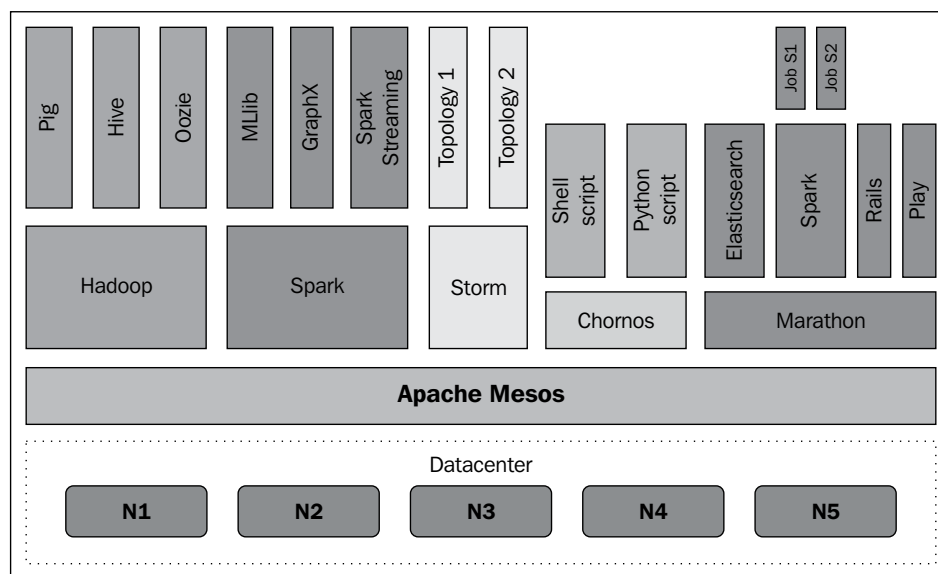 Job S1
Job S2
Pig
Hive
Oozie
MLlib
GraphX
Spark
Streaming
Topology 1
Topology 2
Shell
script
Python
script
Elasticsearch
Spark
Rails
Play
Hadoop
Spark
Storm
Chornos
Marathon
Apache Mesos
Datacenter
N1
N2
N3
N4
N5